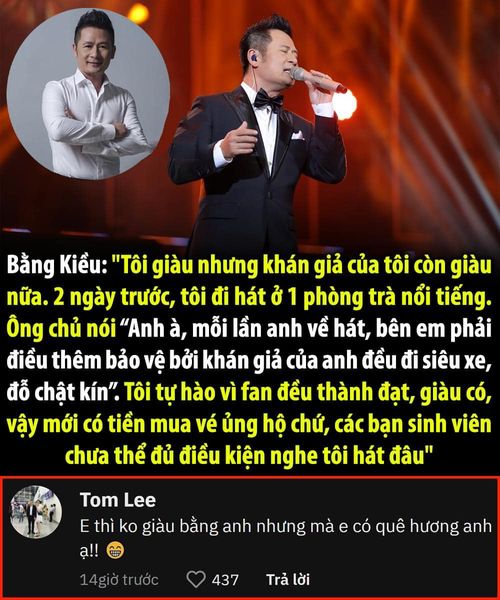 Bằng Kiều: "Tôi giàu nhưng khán giả của tôi còn giàu
nữa. 2 ngày trước, tôi đi hát ở 1 phòng trà nổi tiếng.
Ông chủ nói “Anh à, mỗi lần anh về hát, bên em phải
điều thêm bảo vệ bởi khán giả của anh đều đi siêu xe,
đỗ chật kín”. Tôi tự hào vì fan đều thành đạt, giàu có,
vậy mới có tiền mua vé ủng hộ chứ, các bạn sinh viên
chưa thể đủ điều kiện nghe tôi hát đâu"
Tom Lee
E thì ko giàu bằng anh nhưng mà e có quê hương anh
ạ!! 😁
14giờ trước 437 Trả lời